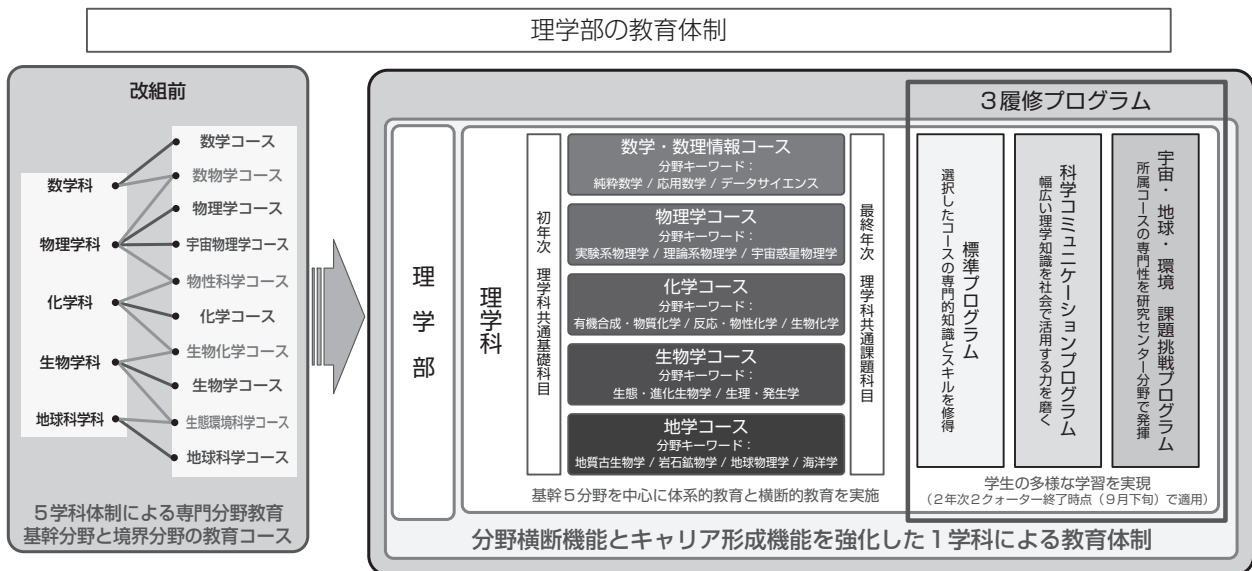 理学部の教育体制
改組前
数学科
物理学科
化学科
生物学科
地球科学科
数学コース
数物学コース
物理学コース
宇宙物理学コース
物性科学コース
化学コース
生物化学コース
生物学コース
生態環境科学コース
地球科学コース
5学科体制による専門分野教育
基幹分野と境界分野の教育コース
理学部
理学科
初年次 理学科共通基礎科目
数学・数理情報コース
分野キーワード:
純粋数学 / 応用数学 / データサイエンス
物理学コース
分野キーワード:
実験系物理学 / 理論系物理学 / 宇宙惑星物理学
化学コース
分野キーワード:
有機合成・物質化学 / 反応・物性化学 / 生物化学
生物学コース
分野キーワード:
生態・進化生物学 / 生理・発生学
地学コース
分野キーワード:
地質古生物学 / 岩石鉱物学 / 地球物理学 / 海洋学
最終年次 理学科共通課題科目
基幹5分野を中心に体系的教育と横断的教育を実施
3履修プログラム
標準プログラム
選択したコースの専門的知識とスキルを修得
科学コミュニケーションプログラム
幅広い理学知識を社会で活用する力を磨く
宇宙・地球・環境 課題挑戦プログラム
所属コースの専門性を研究センター分野で発揮
学生の多様な学習を実現
(2年次2クォーター終了時点(9月下旬)で適用)
分野横断機能とキャリア形成機能を強化した1学科による教育体制